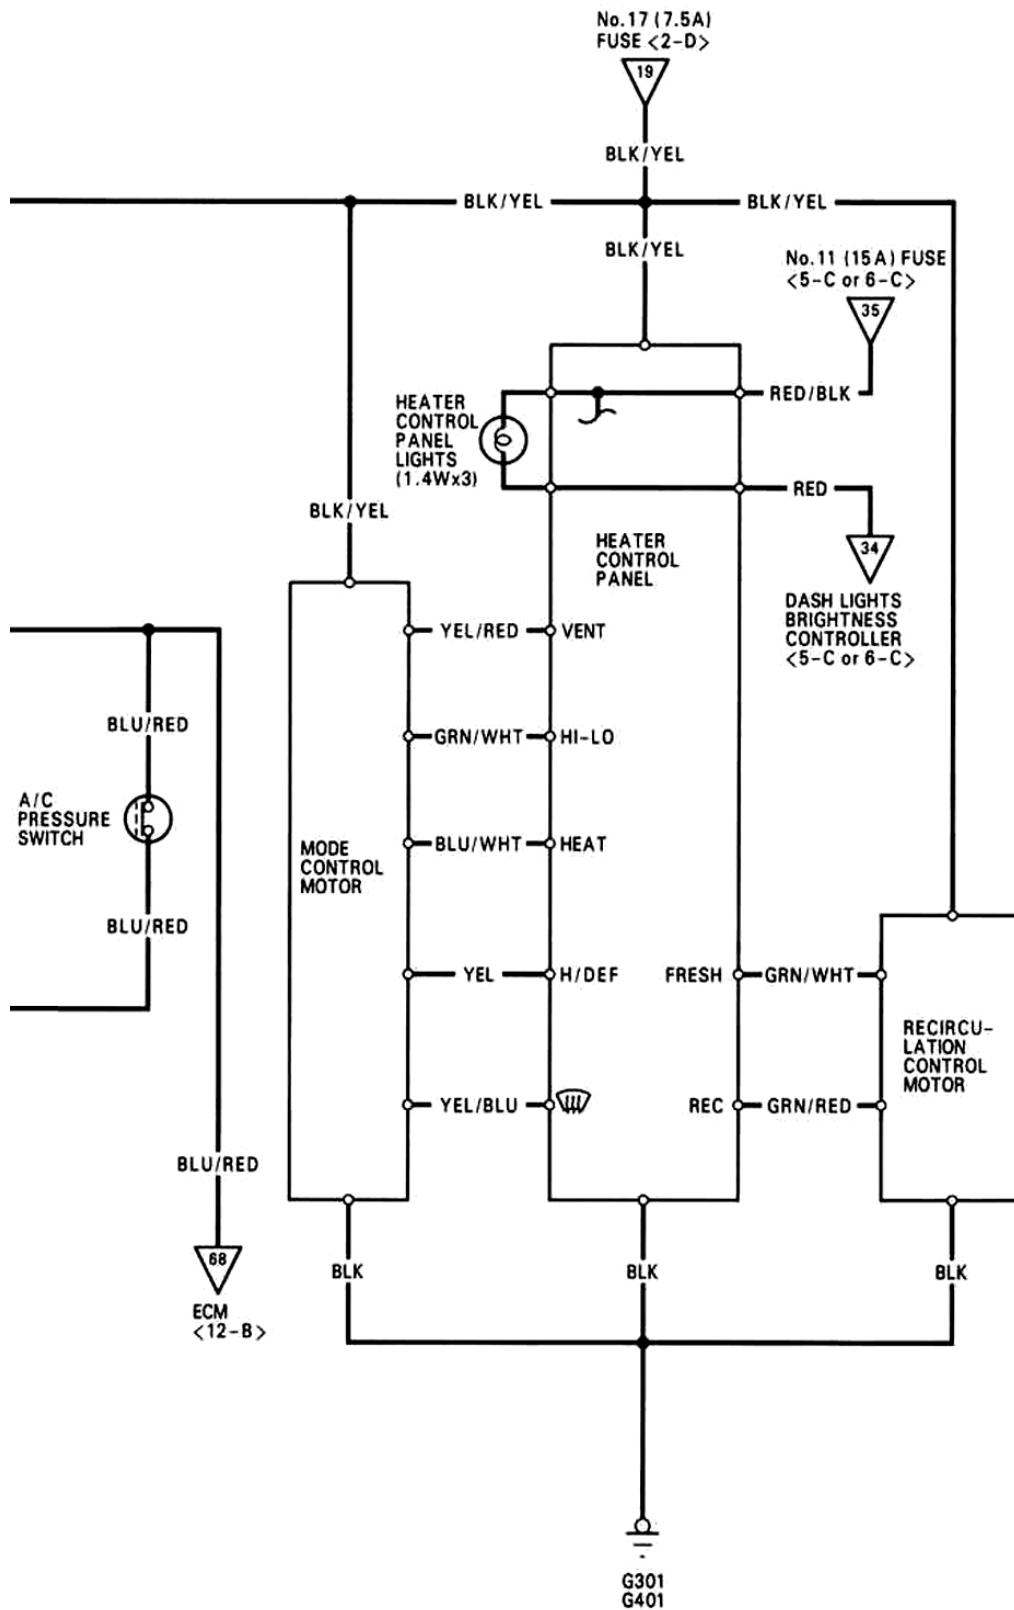 No.17 (7.5A)
FUSE <2-D>
19
BLK/YEL
BLK/YEL
BLK/YEL
BLK/YEL
No.11 (15A) FUSE
<5-C or 6-C>
35
HEATER
CONTROL
PANEL
LIGHTS
(1.4Wx3)
RED/BLK
RED
BLK/YEL
HEATER
CONTROL
PANEL
34
DASH LIGHTS
BRIGHTNESS
CONTROLLER
<5-C or 6-C>
YEL/RED
VENT
BLU/RED
GRN/WHT
HI-LO
A/C
PRESSURE
SWITCH
MODE
CONTROL
MOTOR
BLU/WHT
HEAT
BLU/RED
YEL
H/DEF
FRESH
GRN/WHT
RECIRCU-
LATION
CONTROL
MOTOR
YEL/BLU
REC
GRN/RED
BLU/RED
68
ECM
<12-B>
BLK
BLK
BLK
G301
G401